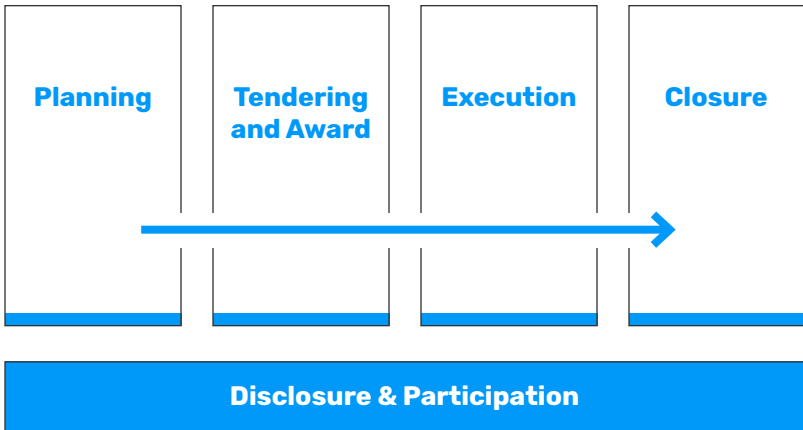 Planning
Tendering
and Award
Execution
Closure
Disclosure & Participation